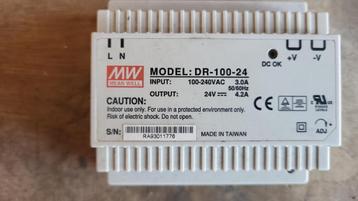 L N
DC OK
+V -V
MW
MEAN WELL
MODEL: DR-100-24
INPUT: 100-240VAC 3.0A
50/60Hz
OUTPUT: 24V 4.2A
CAUTION:
Indoor use only. For use in a protected environment only.
Risk of electric shock. Do not open.
S/N: RA93011776
MADE IN TAIWAN
CE
- +
ADJ